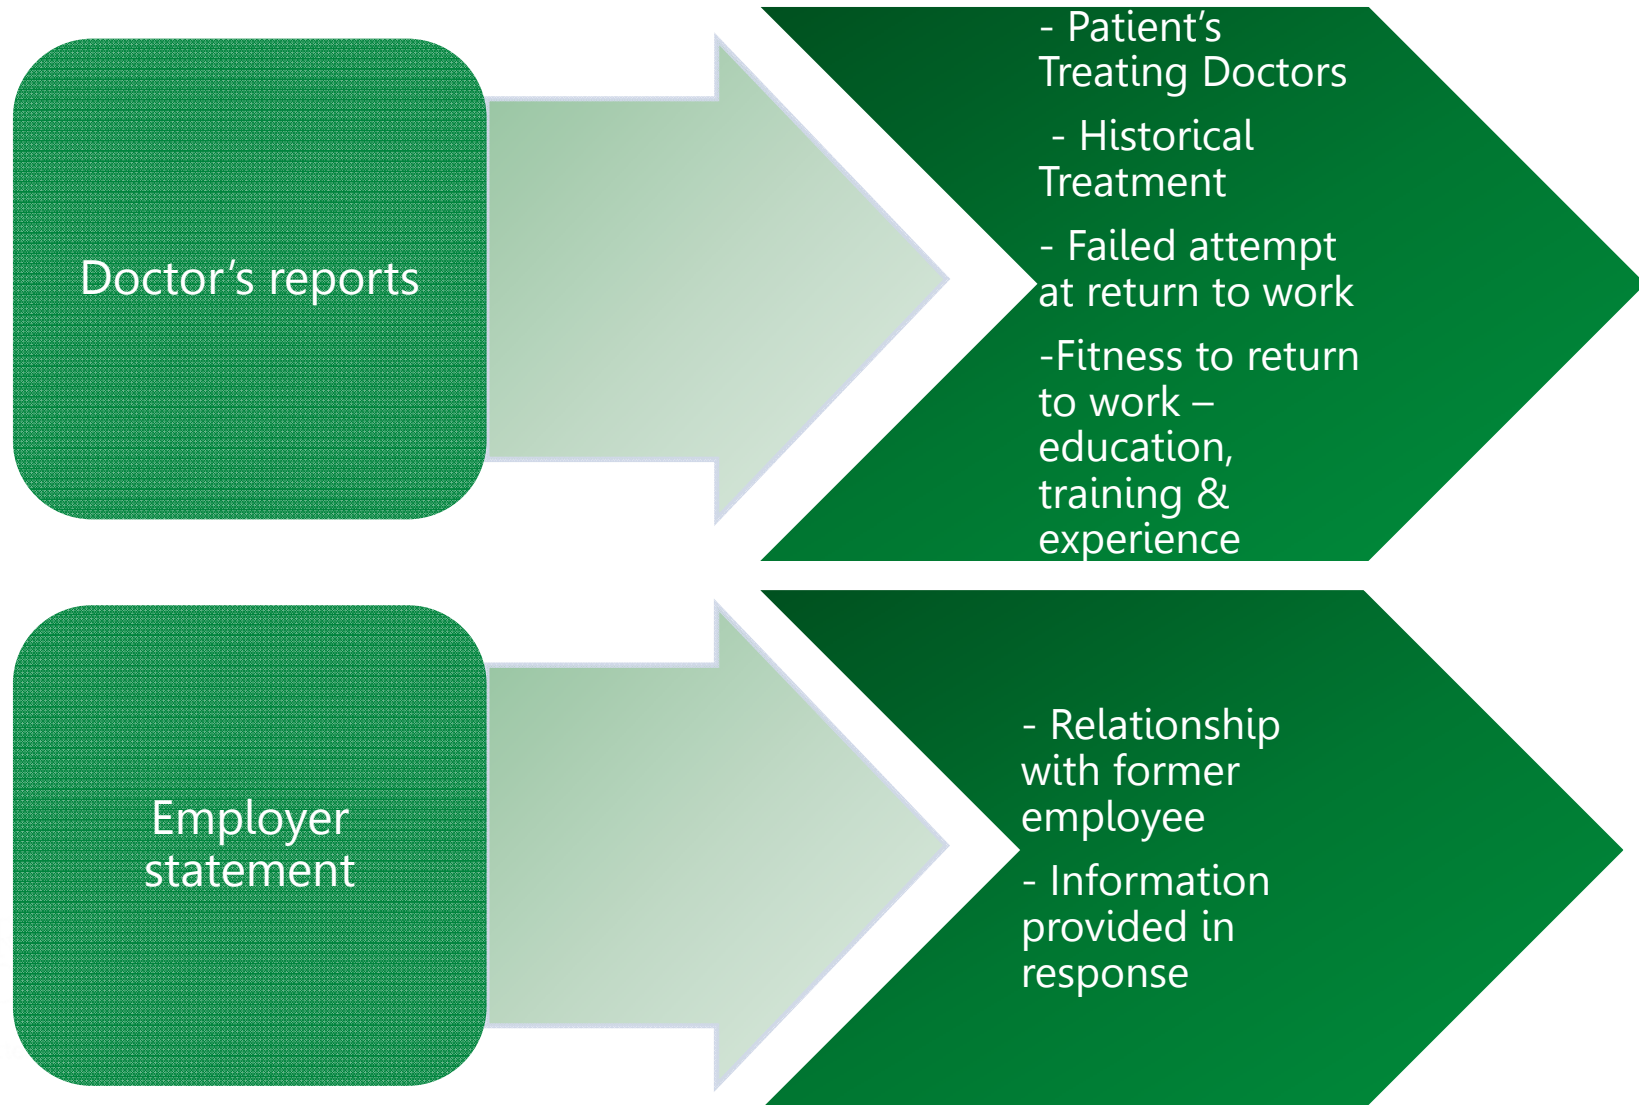 Doctor’s reports
- Patient’s
Treating Doctors
- Historical
Treatment
- Failed attempt
at return to work
-Fitness to return
to work –
education,
training &
experience
Employer
statement
- Relationship
with former
employee
- Information
provided in
response